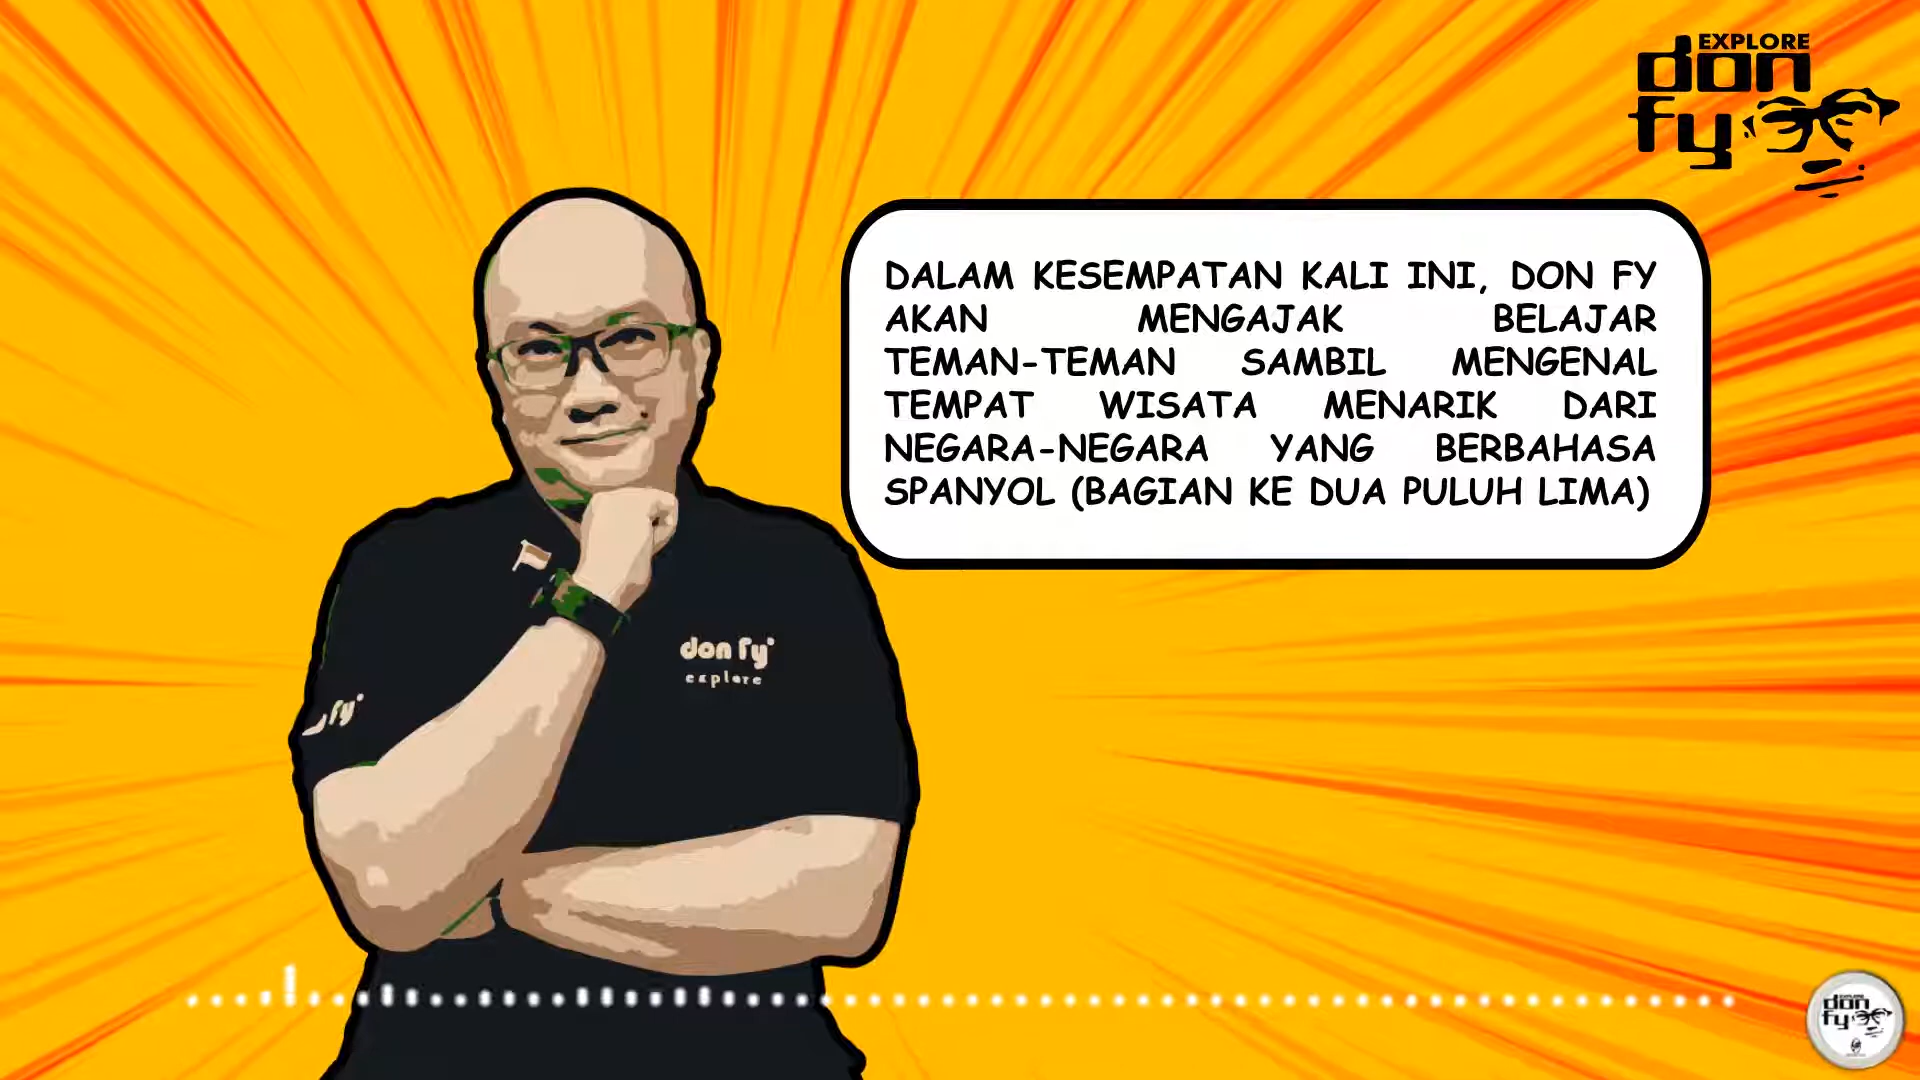 EXPLORE
don
fy
DALAM KESEMPATAN KALI INI, DON FY
AKAN MENGAJAK BELAJAR
TEMAN-TEMAN SAMBIL MENGENAL
TEMPAT WISATA MENARIK DARI
NEGARA-NEGARA YANG BERBAHASA
SPANYOL (BAGIAN KE DUA PULUH LIMA)
don fy
explore
fy
don
fy